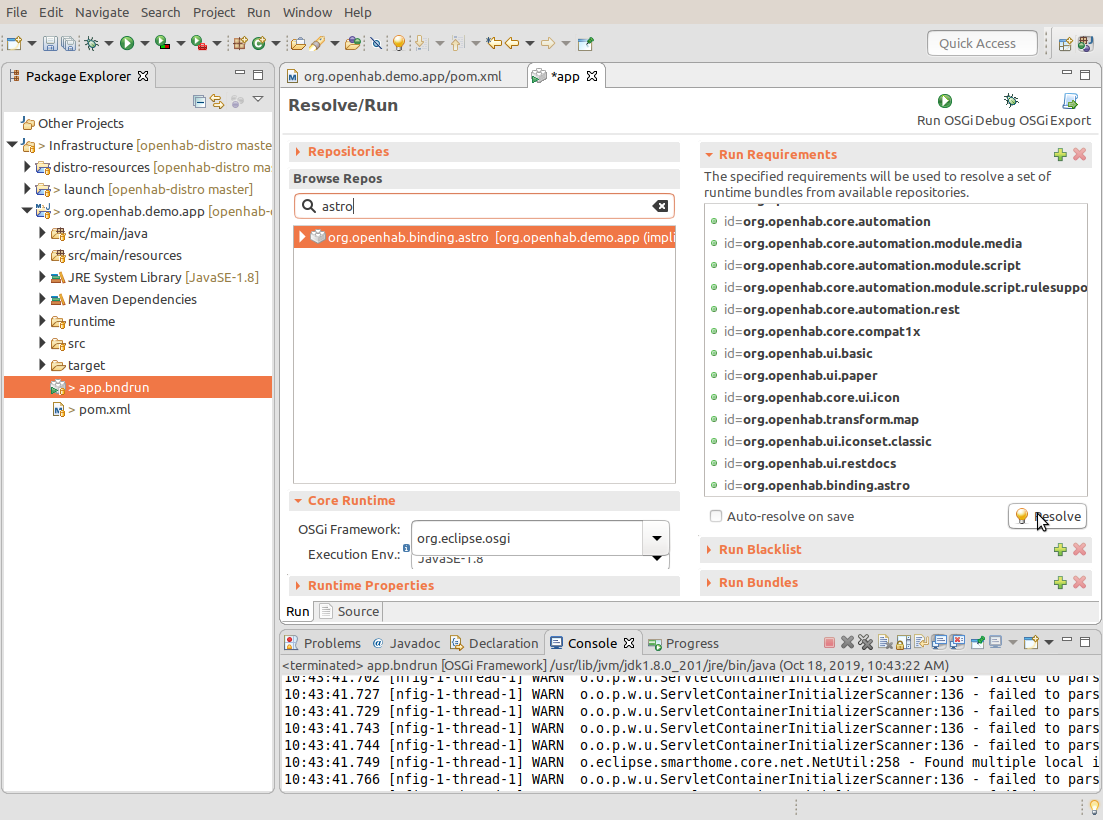 File Edit Navigate Search Project Run Window Help
Quick Access
Package Explorer
Other Projects
> Infrastructure [openhab-distro maste
distro-resources [openhab-distro ma
> launch [openhab-distro master]
> org.openhab.demo.app [openhab-
src/main/java
src/main/resources
JRE System Library [JavaSE-1.8]
Maven Dependencies
runtime
src
target
> app.bndrun
> pom.xml
org.openhab.demo.app/pom.xml
*app
Resolve/Run
Run OSGi Debug OSGi Export
Repositories
Browse Repos
astro
org.openhab.binding.astro [org.openhab.demo.app (impli
Core Runtime
OSGi Framework: org.eclipse.osgi
Execution Env.: JavaSE-1.8
Runtime Properties
Run Requirements
The specified requirements will be used to resolve a set of
runtime bundles from available repositories.
id=org.openhab.core.automation
id=org.openhab.core.automation.module.media
id=org.openhab.core.automation.module.script
id=org.openhab.core.automation.module.script.rulesuppo
id=org.openhab.core.automation.rest
id=org.openhab.core.compat1x
id=org.openhab.ui.basic
id=org.openhab.ui.paper
id=org.openhab.core.ui.icon
id=org.openhab.transform.map
id=org.openhab.ui.iconset.classic
id=org.openhab.ui.restdocs
id=org.openhab.binding.astro
Auto-resolve on save
Resolve
Run Blacklist
Run Bundles
Run Source
Problems @ Javadoc Declaration Console Progress
<terminated> app.bndrun [OSGi Framework] /usr/lib/jvm/jdk1.8.0_201/jre/bin/java (Oct 18, 2019, 10:43:22 AM)
10:43:41.702 [nfig-1-thread-1] WARN o.o.p.w.u.ServletContainerInitializerScanner:136 - failed to pars
10:43:41.727 [nfig-1-thread-1] WARN o.o.p.w.u.ServletContainerInitializerScanner:136 - failed to pars
10:43:41.729 [nfig-1-thread-1] WARN o.o.p.w.u.ServletContainerInitializerScanner:136 - failed to pars
10:43:41.743 [nfig-1-thread-1] WARN o.o.p.w.u.ServletContainerInitializerScanner:136 - failed to pars
10:43:41.744 [nfig-1-thread-1] WARN o.o.p.w.u.ServletContainerInitializerScanner:136 - failed to pars
10:43:41.749 [nfig-1-thread-1] WARN o.eclipse.smarthome.core.net.NetUtil:258 - Found multiple local i
10:43:41.766 [nfig-1-thread-1] WARN o.o.p.w.u.ServletContainerInitializerScanner:136 - failed to pars